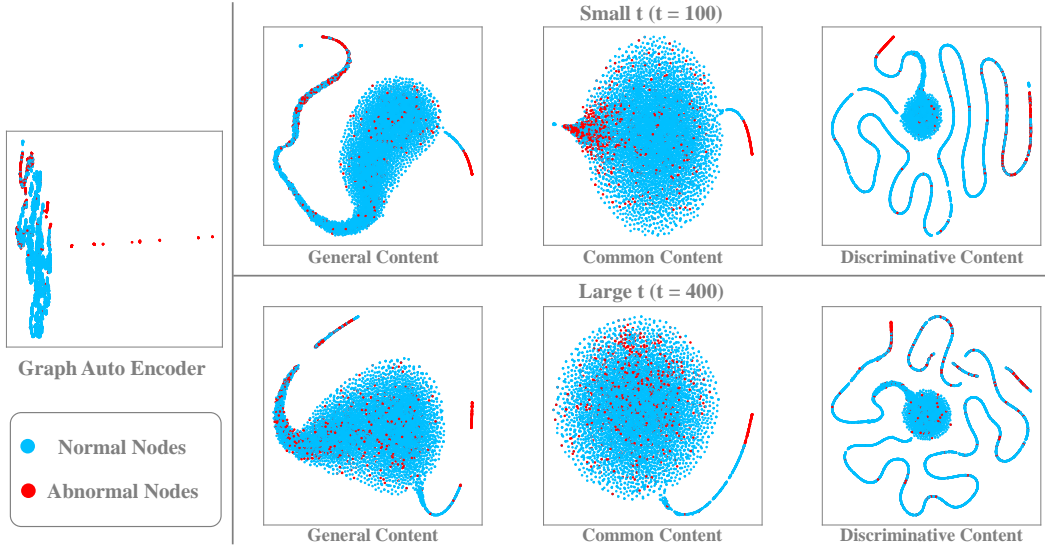 Small t (t = 100)
General Content
Common Content
Discriminative Content
Graph Auto Encoder
Large t (t = 400)
Normal Nodes
Abnormal Nodes
General Content
Common Content
Discriminative Content